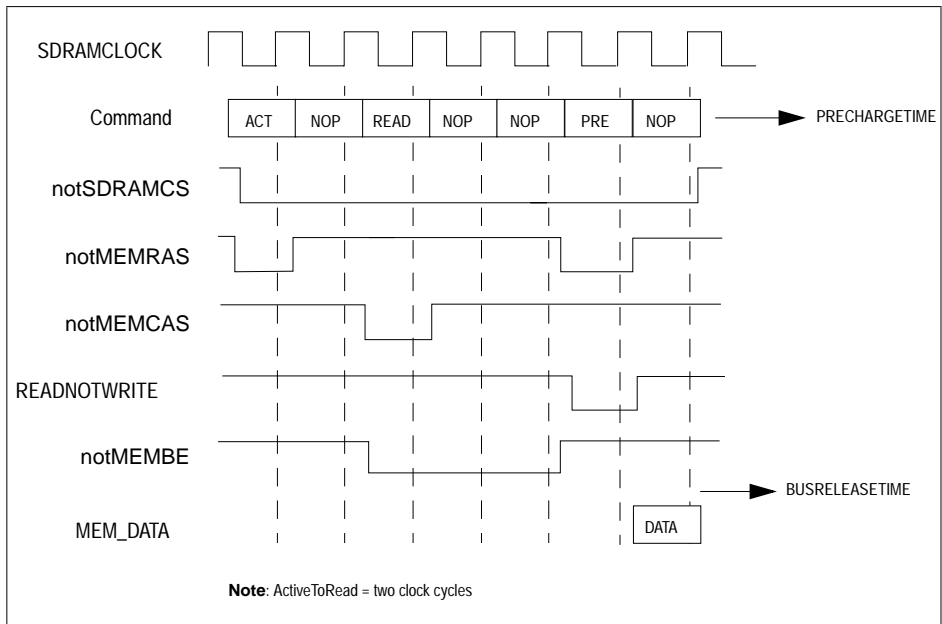 SDRAMCLOCK
Command ACT NOP READ NOP NOP PRE NOP PRECHARGETIME
notSDRAMCS
notMEMRAS
notMEMCAS
READNOTWRITE
notMEMBE
BUSRELEASETIME
MEM_DATA DATA
Note: ActiveToRead = two clock cycles